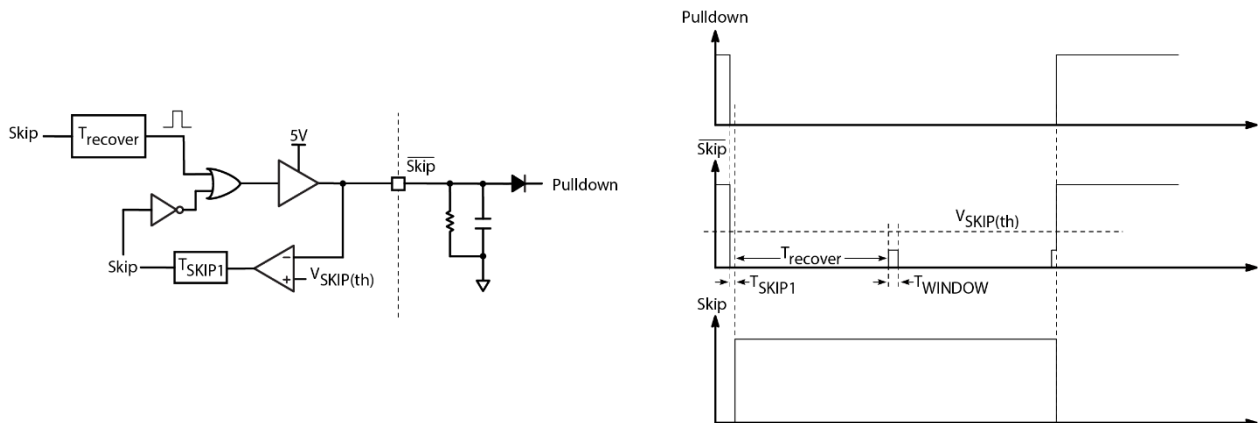 Skip
Trecover
5V
Skip
Pulldown
Skip
TSKIP1
VSKIP(th)
Pulldown
Skip
VSKIP(th)
Trecover
TSKIP1
TWINDOW
Skip